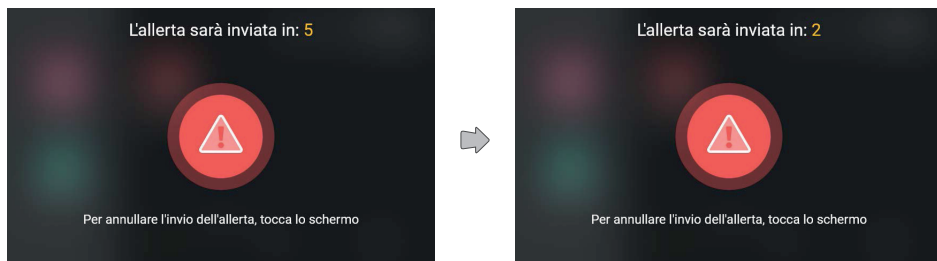 L'allerta sarà inviata in: 5
Per annullare l'invio dell'allerta, tocca lo schermo
L'allerta sarà inviata in: 2
Per annullare l'invio dell'allerta, tocca lo schermo